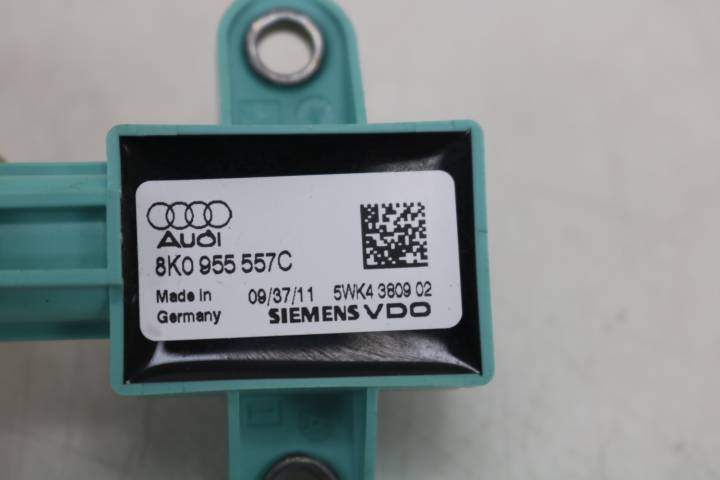 Audi
8K0 955 557C
Made in Germany
09/37/11 5WK4 3809 02
SIEMENS VDO